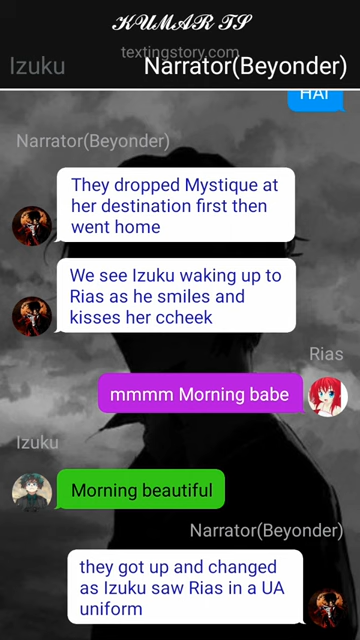 𝒦𝒰𝑀𝒜𝑅 𝒯𝒮
textingstory.com
Izuku
Narrator(Beyonder)
HAI
Narrator(Beyonder)
They dropped Mystique at
her destination first then
went home
We see Izuku waking up to
Rias as he smiles and
kisses her ccheek
Rias
mmmm Morning babe
Izuku
Morning beautiful
Narrator(Beyonder)
they got up and changed
as Izuku saw Rias in a UA
uniform